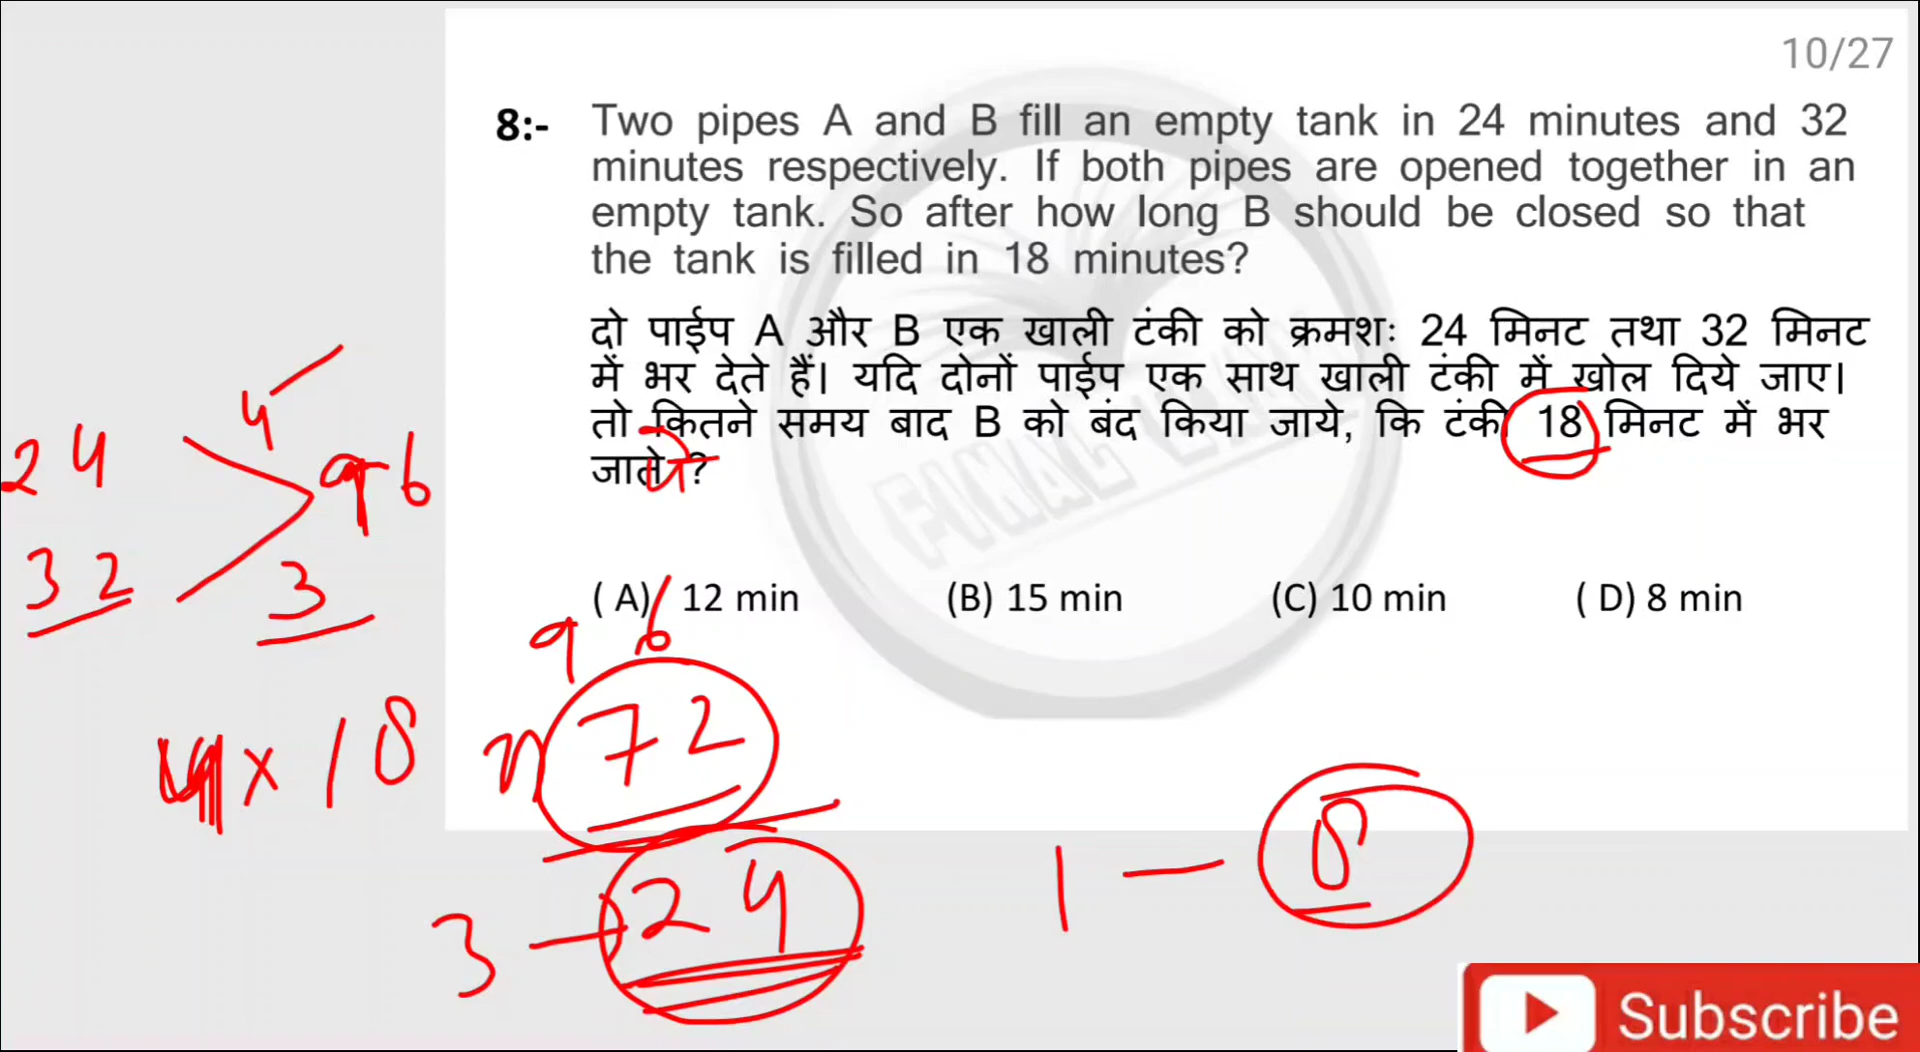 10/27
8:- Two pipes A and B fill an empty tank in 24 minutes and 32
minutes respectively. If both pipes are opened together in an
empty tank. So after how long B should be closed so that
the tank is filled in 18 minutes?
दो पाईप A और B एक खाली टंकी को क्रमशः 24 मिनट तथा 32 मिनट
में भर देते हैं। यदि दोनों पाईप एक साथ खाली टंकी में खोल दिये जाए।
तो कितने समय बाद B को बंद किया जाये, कि टंकी 18 मिनट में भर
जाते ?
4
24
96
32
3
( A) 12 min (B) 15 min (C) 10 min ( D) 8 min
96
4 x 18 72
3 — 24
1 — 8
FINAL
Subscribe